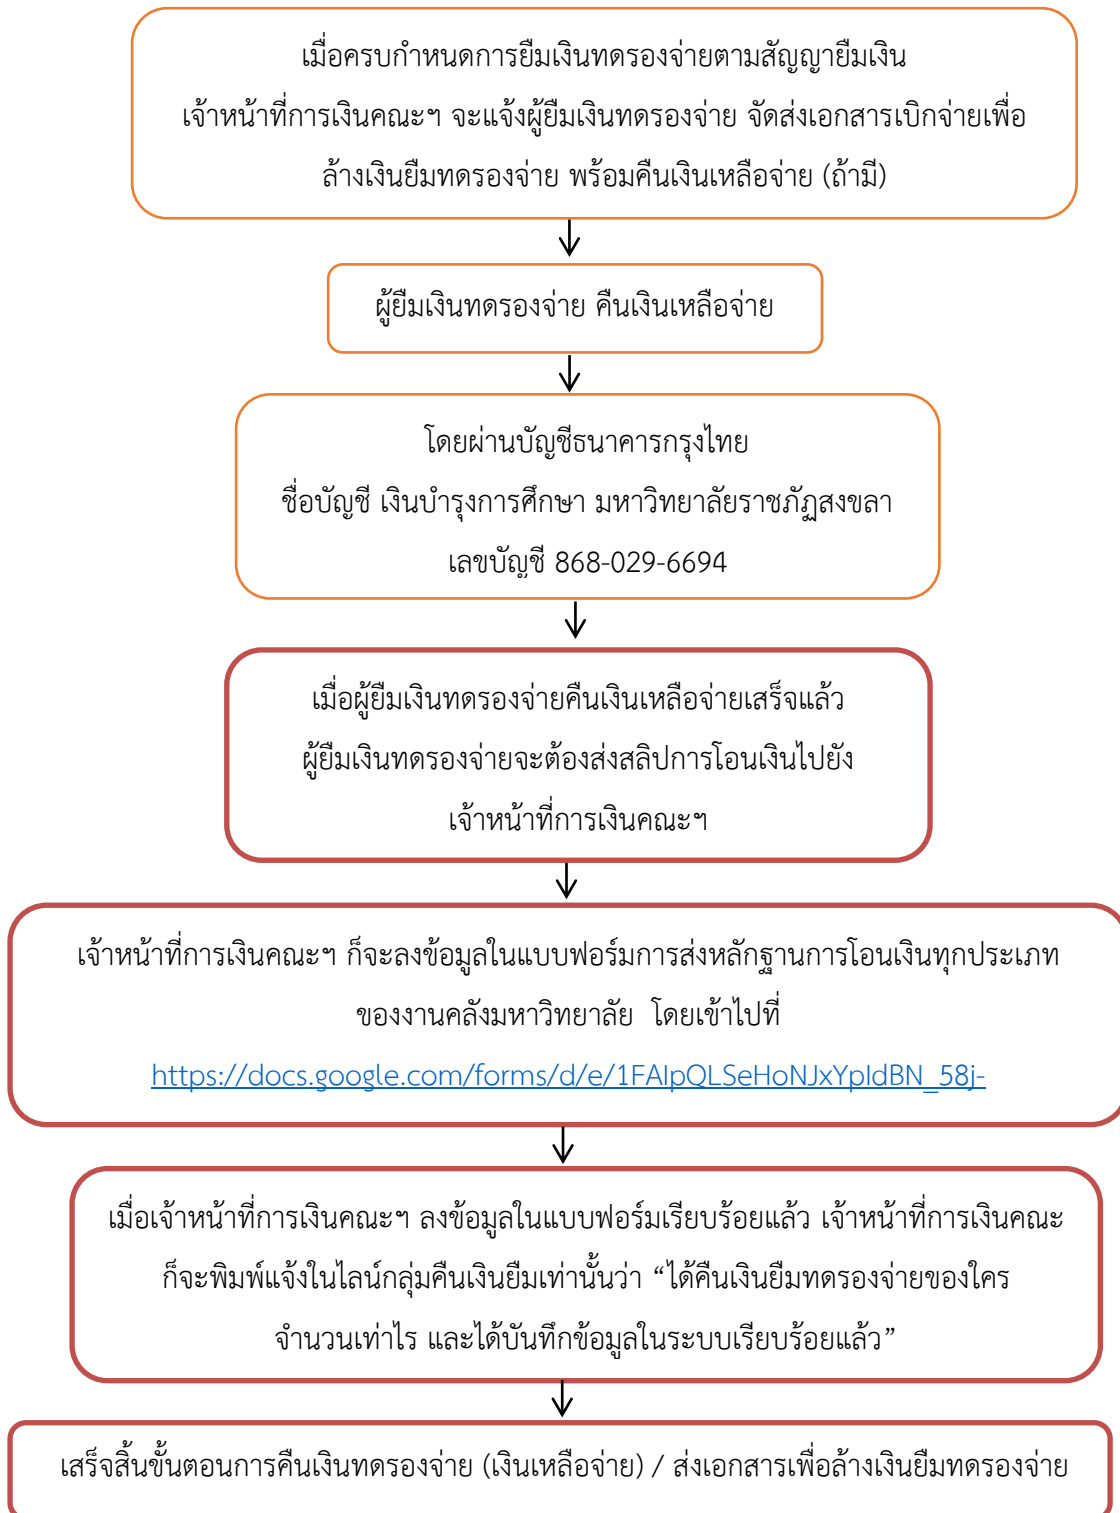 เมื่อครบกำหนดการยืมเงินทดรองจ่ายตามสัญญายืมเงิน
เจ้าหน้าที่การเงินคณะฯ จะแจ้งผู้ยืมเงินทดรองจ่าย จัดส่งเอกสารเบิกจ่ายเพื่อ
ล้างเงินยืมทดรองจ่าย พร้อมคืนเงินเหลือจ่าย (ถ้ามี)
ผู้ยืมเงินทดรองจ่าย คืนเงินเหลือจ่าย
โดยผ่านบัญชีธนาคารกรุงไทย
ชื่อบัญชี เงินบำรุงการศึกษา มหาวิทยาลัยราชภัฏสงขลา
เลขบัญชี 868-029-6694
เมื่อผู้ยืมเงินทดรองจ่ายคืนเงินเหลือจ่ายเสร็จแล้ว
ผู้ยืมเงินทดรองจ่ายจะต้องส่งสลิปการโอนเงินไปยัง
เจ้าหน้าที่การเงินคณะฯ
เจ้าหน้าที่การเงินคณะฯ ก็จะลงข้อมูลในแบบฟอร์มการส่งหลักฐานการโอนเงินทุกประเภท
ของงานคลังมหาวิทยาลัย โดยเข้าไปที่
https://docs.google.com/forms/d/e/1FAIpQLSeHoNJxYpIdBN_58j-
เมื่อเจ้าหน้าที่การเงินคณะฯ ลงข้อมูลในแบบฟอร์มเรียบร้อยแล้ว เจ้าหน้าที่การเงินคณะ
ก็จะพิมพ์แจ้งในไลน์กลุ่มคืนเงินยืมเท่านั้นว่า “ได้คืนเงินยืมทดรองจ่ายของใคร
จำนวนเท่าไร และได้บันทึกข้อมูลในระบบเรียบร้อยแล้ว”
เสร็จสิ้นขั้นตอนการคืนเงินทดรองจ่าย (เงินเหลือจ่าย) / ส่งเอกสารเพื่อล้างเงินยืมทดรองจ่าย